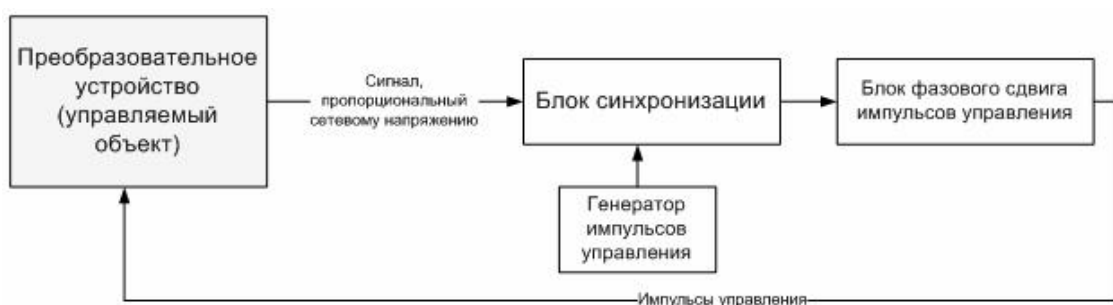 Преобразовательное
устройство
(управляемый
объект)
Сигнал,
пропорциональный
сетевому напряжению
Блок синхронизации
Блок фазового сдвига
импульсов управления
Генератор
импульсов
управления
Импульсы управления